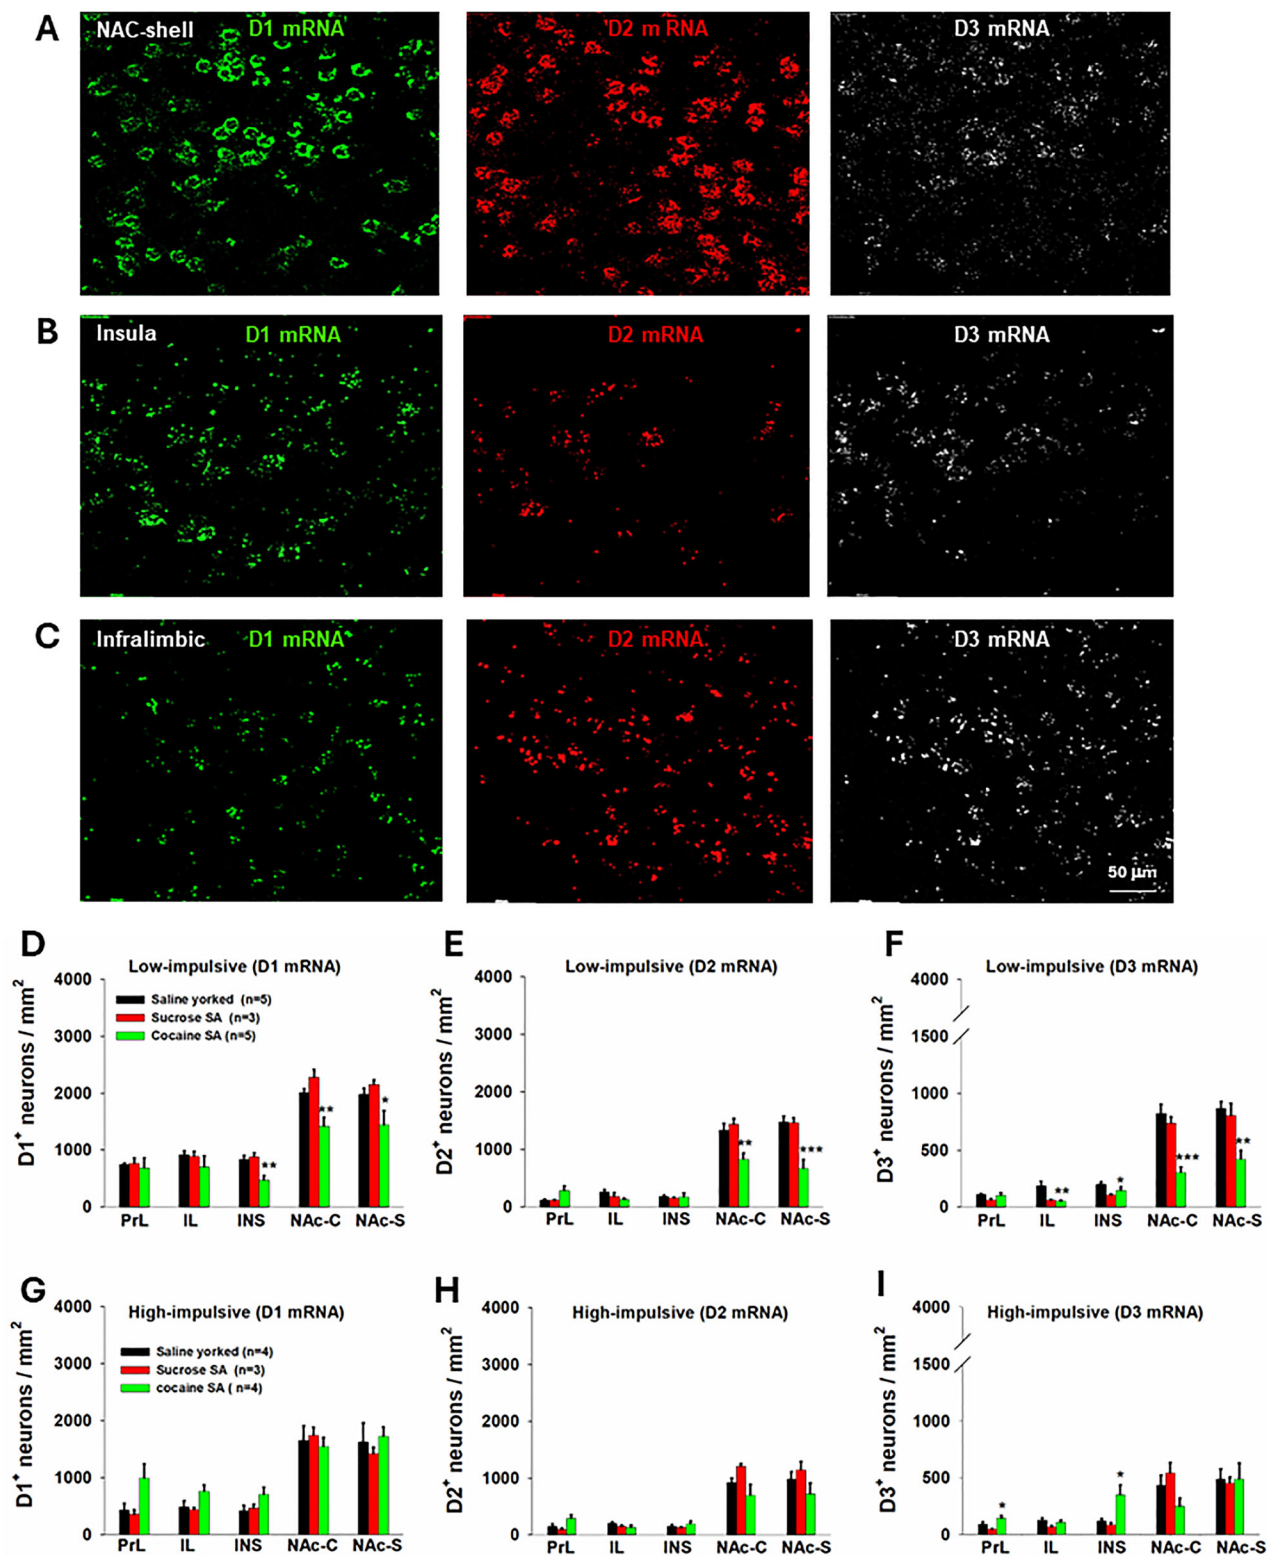 A
NAC-shell D1 mRNA D2 m RNA D3 mRNA
B
Insula D1 mRNA D2 mRNA D3 mRNA
C
Infralimbic D1 mRNA D2 mRNA D3 mRNA
50 µm
D
Low-impulsive (D1 mRNA)
D1+ neurons / mm2
4000
3000
2000
1000
0
Saline yorked (n=5)
Sucrose SA (n=3)
Cocaine SA (n=5)
** ** *
PrL IL INS NAc-C NAc-S
E
Low-impulsive (D2 mRNA)
D2+ neurons / mm2
4000
3000
2000
1000
0
** ***
PrL IL INS NAc-C NAc-S
F
Low-impulsive (D3 mRNA)
D3+ neurons / mm2
4000
1500
1000
500
0
** * *** **
PrL IL INS NAc-C NAc-S
G
High-impulsive (D1 mRNA)
D1+ neurons / mm2
4000
3000
2000
1000
0
Saline yorked (n=4)
Sucrose SA (n=3)
cocaine SA ( n=4)
PrL IL INS NAc-C NAc-S
H
High-impulsive (D2 mRNA)
D2+ neurons / mm2
4000
3000
2000
1000
0
PrL IL INS NAc-C NAc-S
I
High-impulsive (D3 mRNA)
D3+ neurons / mm2
4000
1500
1000
500
0
* *
PrL IL INS NAc-C NAc-S